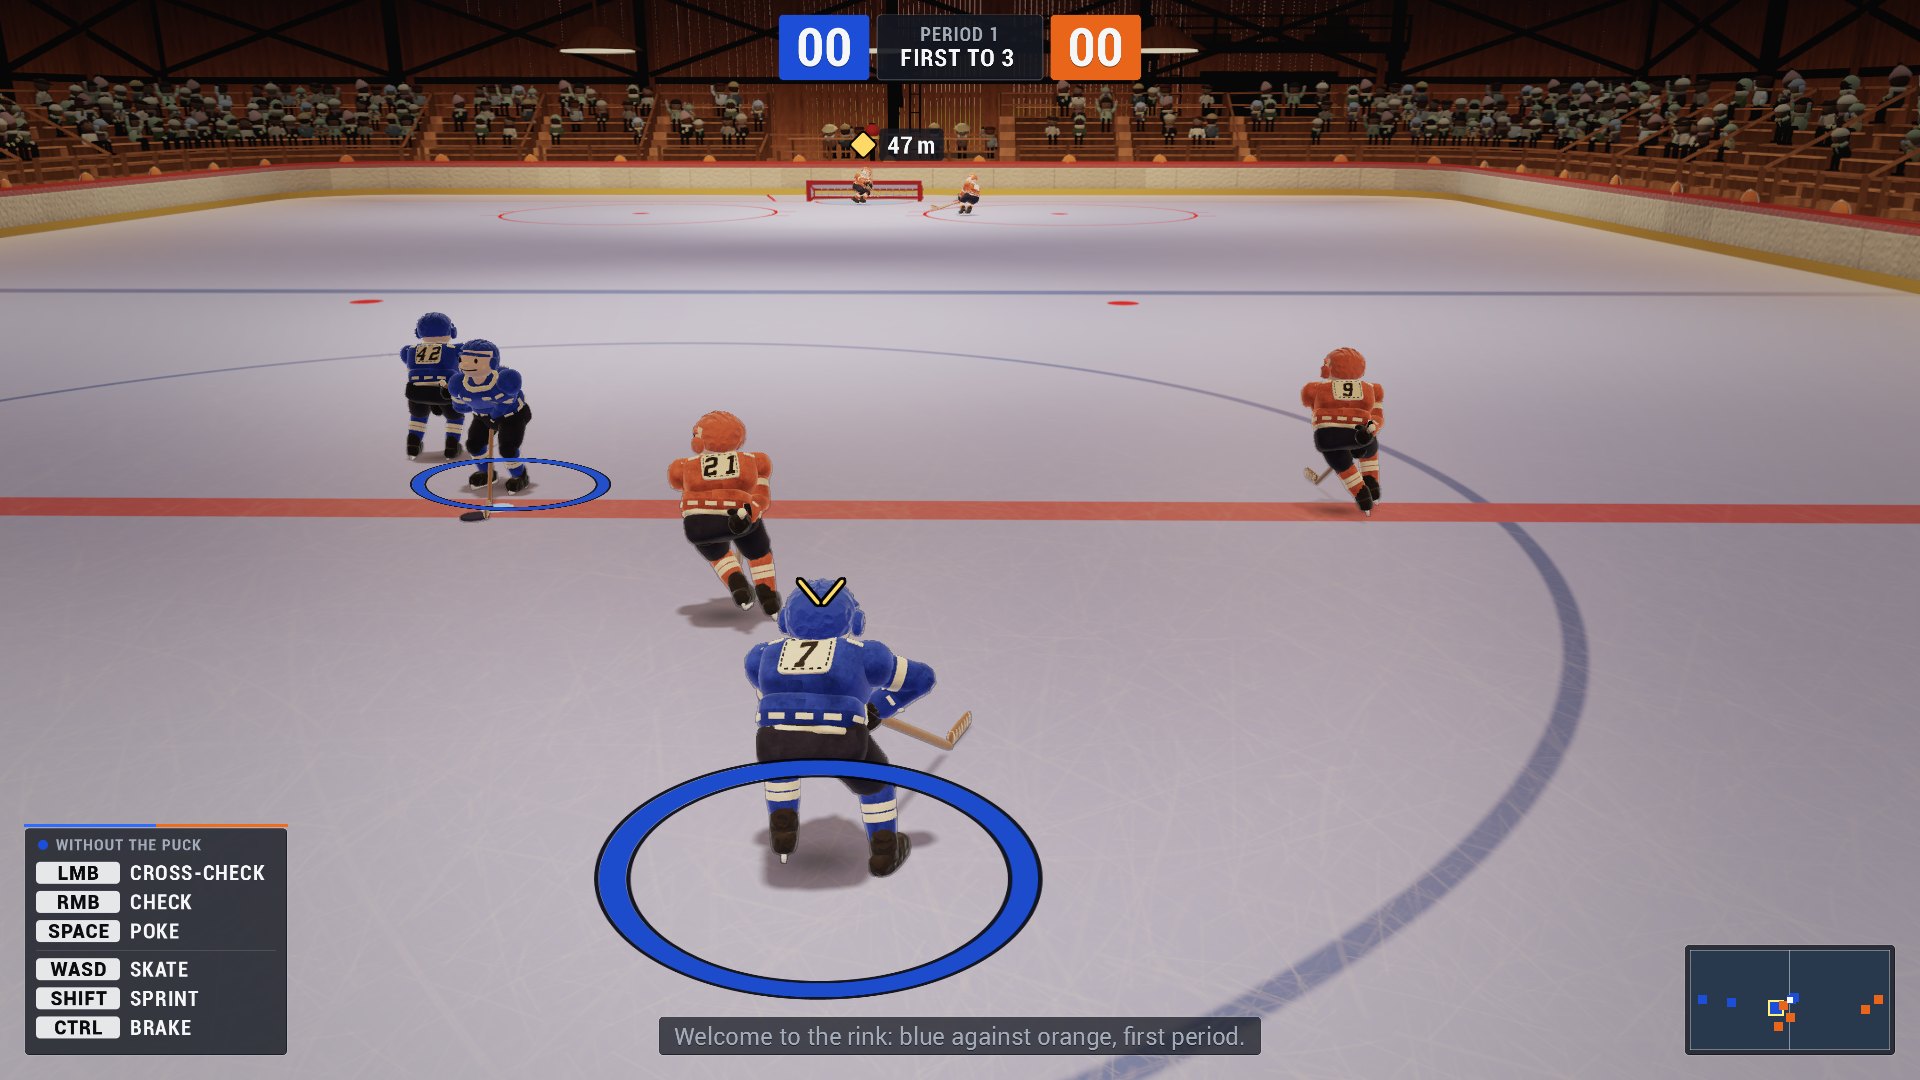 00
PERIOD 1
FIRST TO 3
00
47 m
42
21
9
7
WITHOUT THE PUCK
LMB CROSS-CHECK
RMB CHECK
SPACE POKE
WASD SKATE
SHIFT SPRINT
CTRL BRAKE
Welcome to the rink: blue against orange, first period.